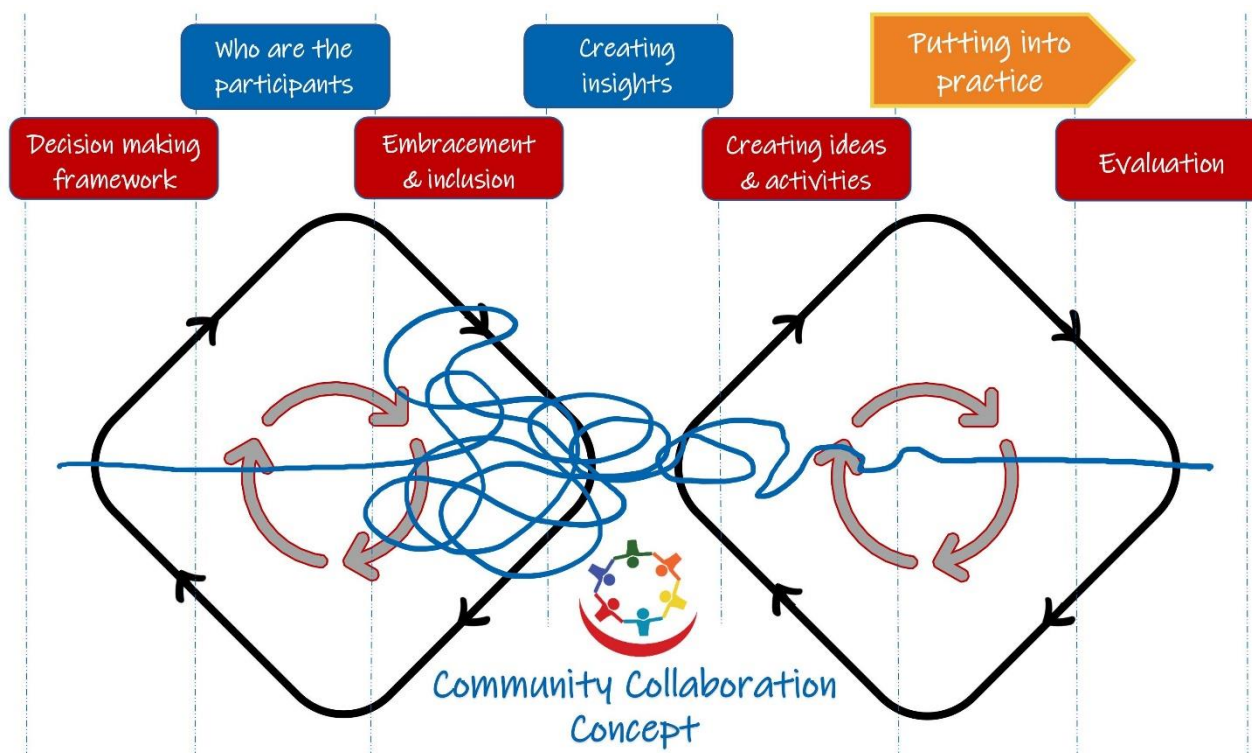 Who are the
participants
Creating
insights
Putting into
practice
Decision making
framework
Embracement
& inclusion
Creating ideas
& activities
Evaluation
Community Collaboration
Concept